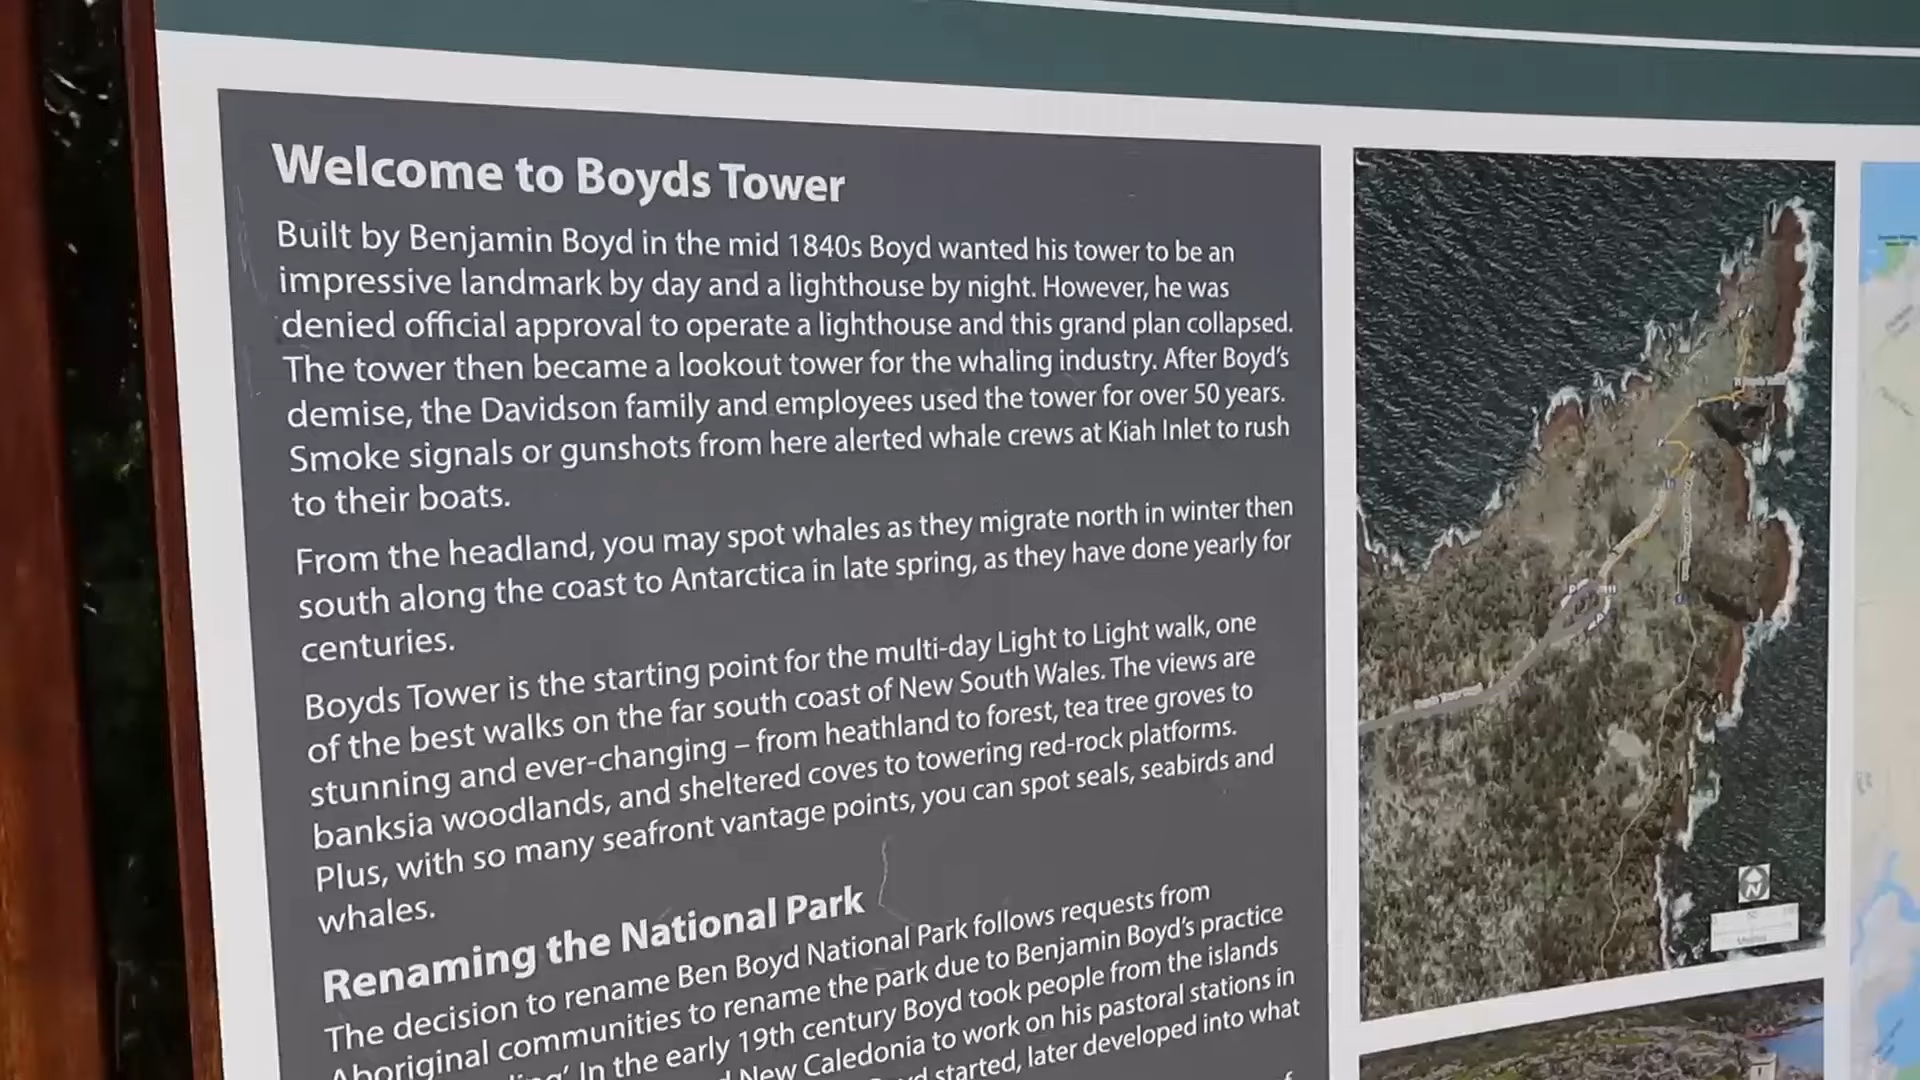 Welcome to Boyds Tower
Built by Benjamin Boyd in the mid 1840s Boyd wanted his tower to be an
impressive landmark by day and a lighthouse by night. However, he was
denied official approval to operate a lighthouse and this grand plan collapsed.
The tower then became a lookout tower for the whaling industry. After Boyd's
demise, the Davidson family and employees used the tower for over 50 years.
Smoke signals or gunshots from here alerted whale crews at Kiah Inlet to rush
to their boats.
From the headland, you may spot whales as they migrate north in winter then
south along the coast to Antarctica in late spring, as they have done yearly for
centuries.
Boyds Tower is the starting point for the multi-day Light to Light walk, one
of the best walks on the far south coast of New South Wales. The views are
stunning and ever-changing – from heathland to forest, tea tree groves to
banksia woodlands, and sheltered coves to towering red-rock platforms.
Plus, with so many seafront vantage points, you can spot seals, seabirds and
whales.
Renaming the National Park
The decision to rename Ben Boyd National Park follows requests from
Aboriginal communities to rename the park due to Benjamin Boyd's practice
In the early 19th century Boyd took people from the islands
New Caledonia to work on his pastoral stations in
started, later developed into what
N